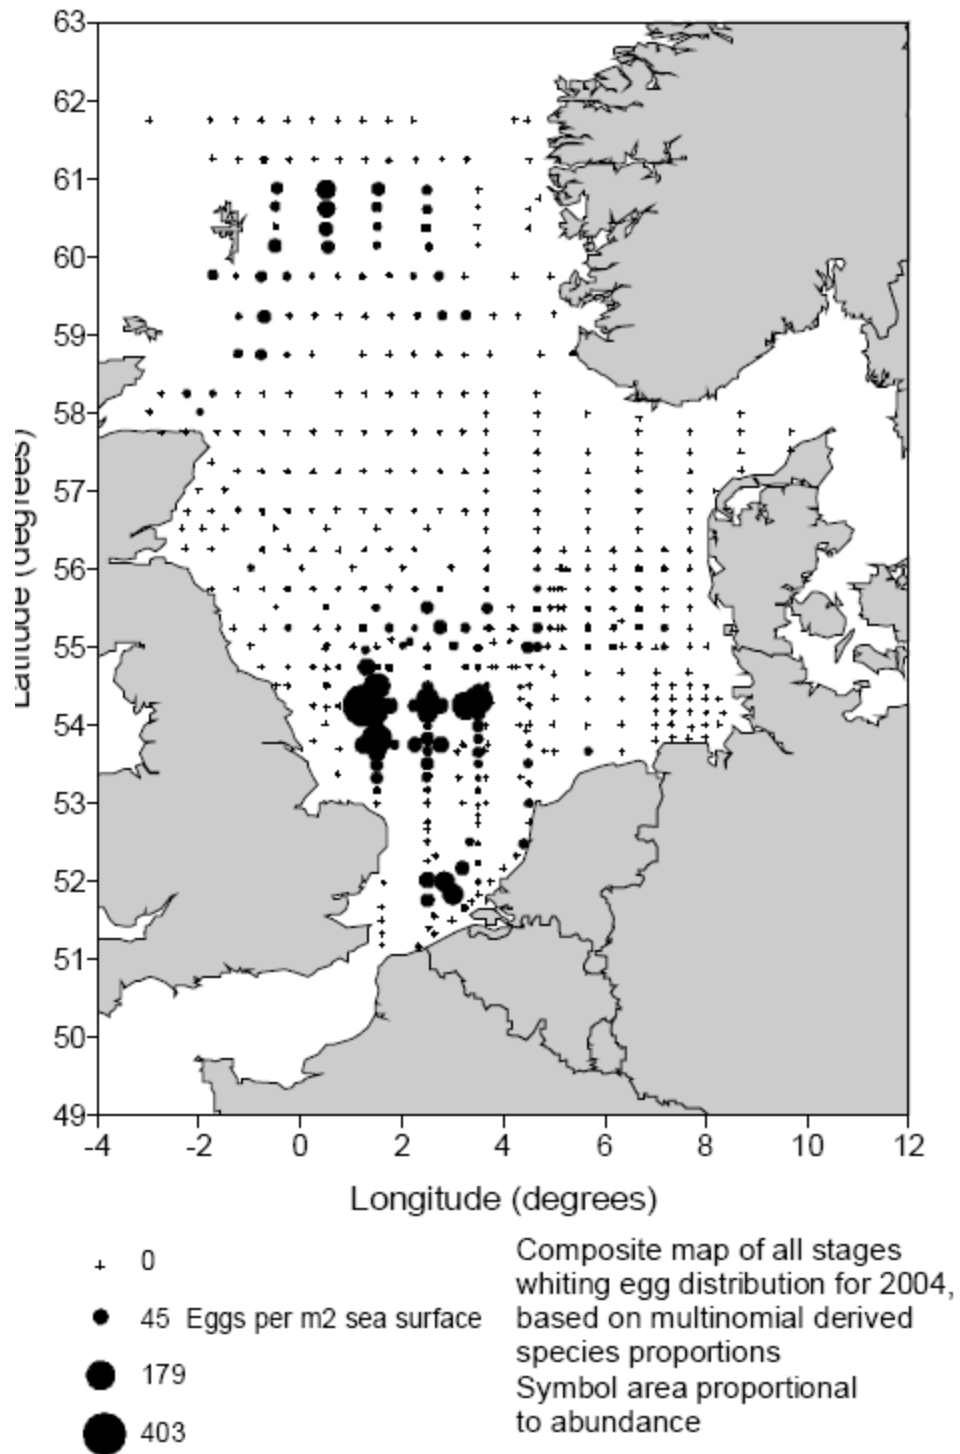 63
62
61
60
59
58
57
56
55
54
53
52
51
50
49
Latitude (degrees)
-4 -2 0 2 4 6 8 10 12
Longitude (degrees)
0
45 Eggs per m2 sea surface
179
403
Composite map of all stages
whiting egg distribution for 2004,
based on multinomial derived
species proportions
Symbol area proportional
to abundance